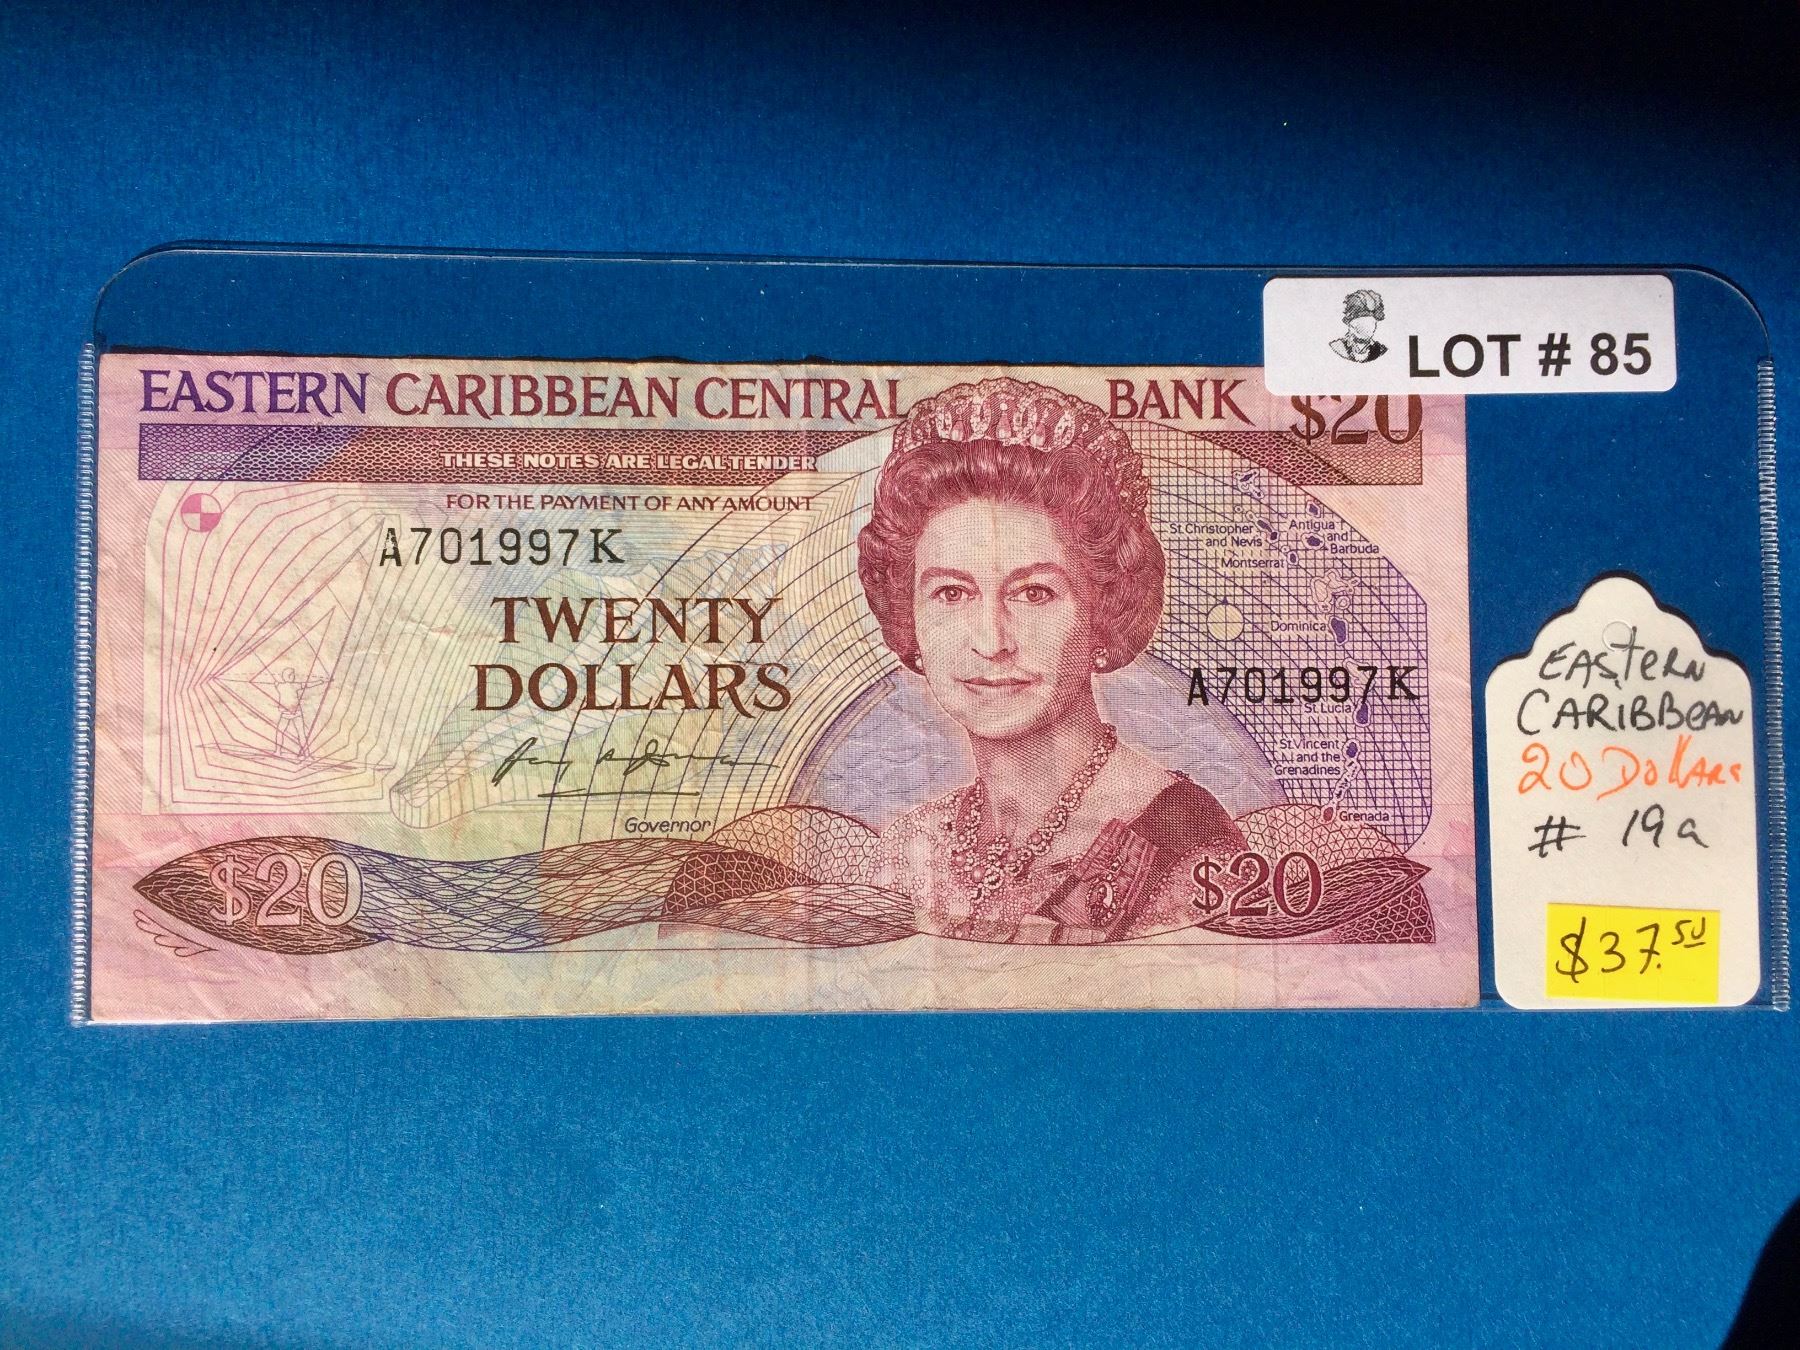 LOT # 85
EASTERN CARIBBEAN CENTRAL BANK $20
THESE NOTES ARE LEGAL TENDER
FOR THE PAYMENT OF ANY AMOUNT
A701997K
TWENTY
DOLLARS
Governor
$20
St.Christopher
and Nevis
Antigua
and
Barbuda
Montserrat
Dominica
A701997K
St.Lucia
St.Vincent
and the
Grenadines
Grenada
$20
EASTERN
CARIBBEAN
20 DOLLARS
# 19a
$37.50